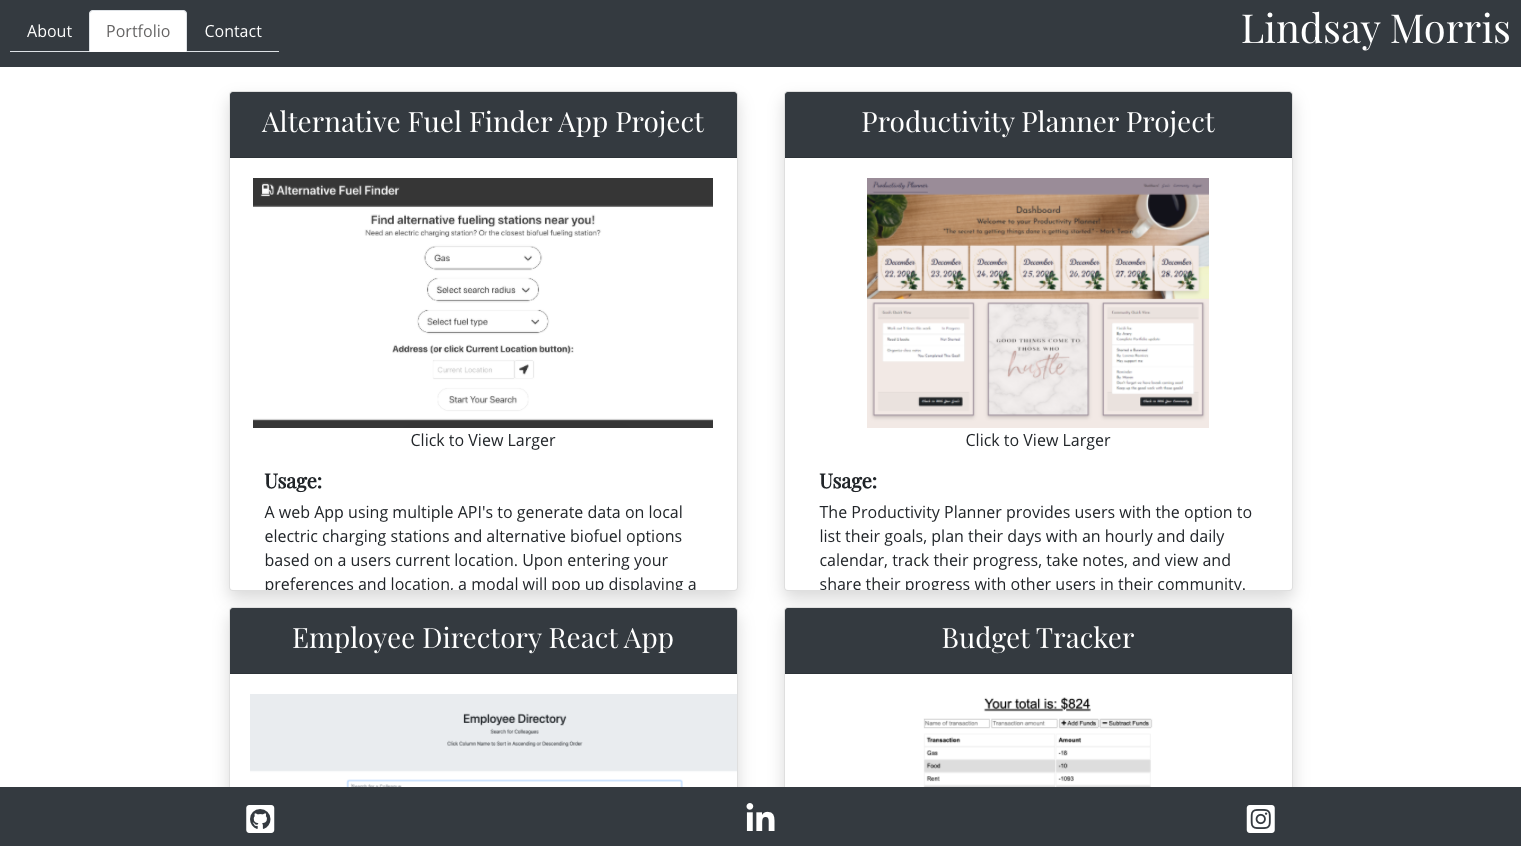 About Portfolio Contact
Lindsay Morris
Alternative Fuel Finder App Project
Alternative Fuel Finder
Find alternative fueling stations near you!
Need an electric charging station? Or the closest biofuel fueling station?
Gas
Select search radius
Select fuel type
Address (or click Current Location button):
Current Location
Start Your Search
Click to View Larger
Usage:
A web App using multiple API's to generate data on local
electric charging stations and alternative biofuel options
based on a users current location. Upon entering your
preferences and location, a modal will pop up displaying a
Productivity Planner Project
Productivity Planner
Dashboard
Welcome to your Productivity Planner!
"The secret to getting things done is getting started." - Mark Twain
December December December December December December December
22, 23, 24, 25, 26, 27, 28,
GOOD THINGS COME TO
THOSE WHO
hustle
Click to View Larger
Usage:
The Productivity Planner provides users with the option to
list their goals, plan their days with an hourly and daily
calendar, track their progress, take notes, and view and
share their progress with other users in their community.
Employee Directory React App
Employee Directory
Search for Colleagues
Click Column Name to Sort in Ascending or Descending Order
Budget Tracker
Your total is: $824
Name of transaction Transaction amount Add Funds Subtract Funds
Transaction Amount
Gas -18
Food -10
Rent -1083
in